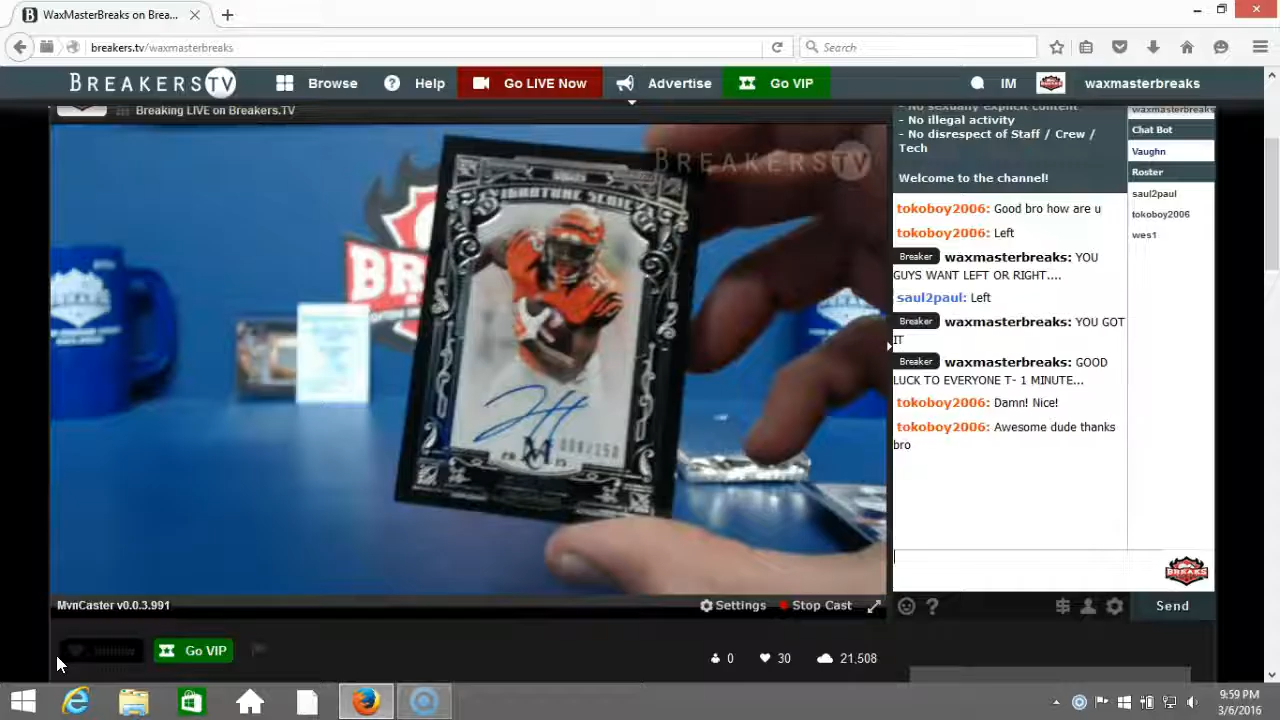 WaxMasterBreaks on Brea...
breakers.tv/waxmasterbreaks
Search
BREAKERSTV
Browse
Help
Go LIVE Now
Advertise
Go VIP
IM
waxmasterbreaks
Breaking LIVE on Breakers.TV
BREAKERSTV
SIGNATURE SERIES
- No sexually explicit content
- No illegal activity
- No disrespect of Staff / Crew /
Tech
Welcome to the channel!
tokoboy2006: Good bro how are u
tokoboy2006: Left
Breaker waxmasterbreaks: YOU
GUYS WANT LEFT OR RIGHT....
saul2paul: Left
Breaker waxmasterbreaks: YOU GOT
IT
Breaker waxmasterbreaks: GOOD
LUCK TO EVERYONE T- 1 MINUTE...
tokoboy2006: Damn! Nice!
tokoboy2006: Awesome dude thanks
bro
waxmasterbreaks
Chat Bot
Vaughn
Roster
saul2paul
tokoboy2006
wes1
BREAKS
MvnCaster v0.0.3.991
Settings
Stop Cast
Send
Go VIP
0
30
21,508
9:59 PM
3/6/2016